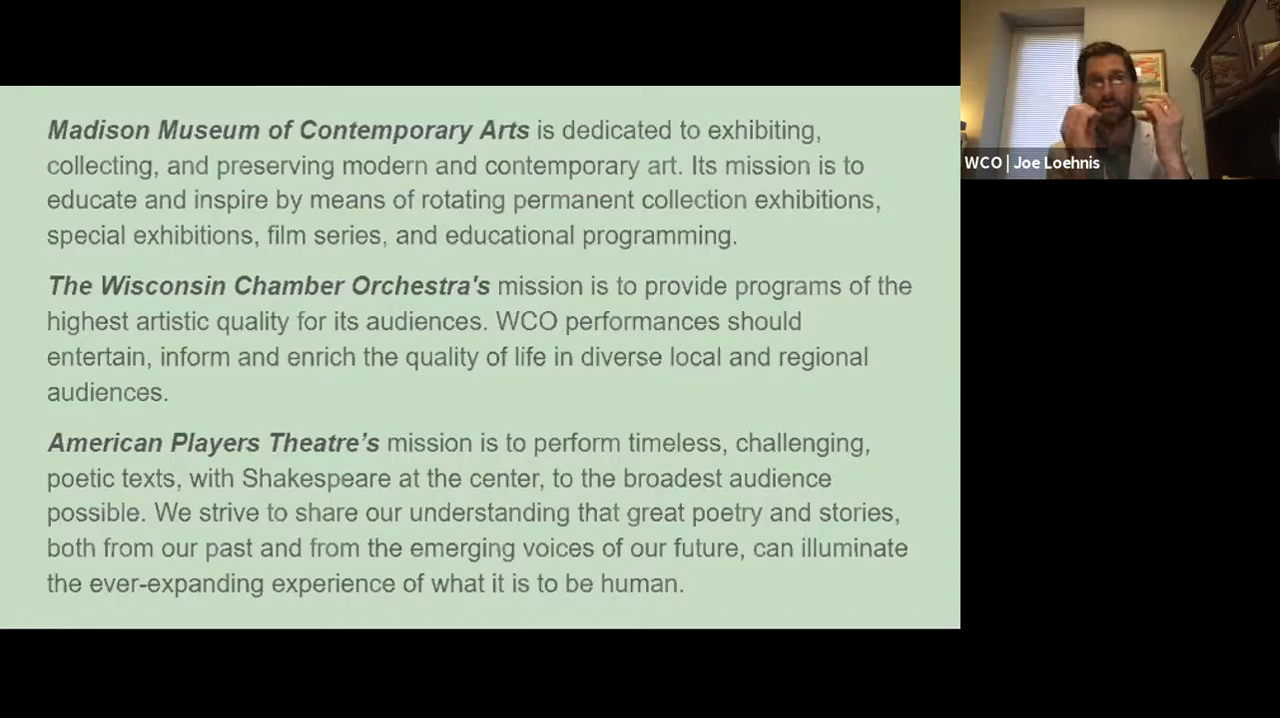 Madison Museum of Contemporary Arts is dedicated to exhibiting,
collecting, and preserving modern and contemporary art. Its mission is to
educate and inspire by means of rotating permanent collection exhibitions,
special exhibitions, film series, and educational programming.
The Wisconsin Chamber Orchestra's mission is to provide programs of the
highest artistic quality for its audiences. WCO performances should
entertain, inform and enrich the quality of life in diverse local and regional
audiences.
American Players Theatre’s mission is to perform timeless, challenging,
poetic texts, with Shakespeare at the center, to the broadest audience
possible. We strive to share our understanding that great poetry and stories,
both from our past and from the emerging voices of our future, can illuminate
the ever-expanding experience of what it is to be human.
WCO | Joe Loehnis